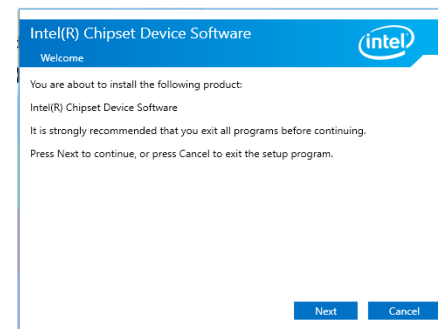 Intel(R) Chipset Device Software
intel
Welcome
You are about to install the following product:
Intel(R) Chipset Device Software
It is strongly recommended that you exit all programs before continuing.
Press Next to continue, or press Cancel to exit the setup program.
Next
Cancel